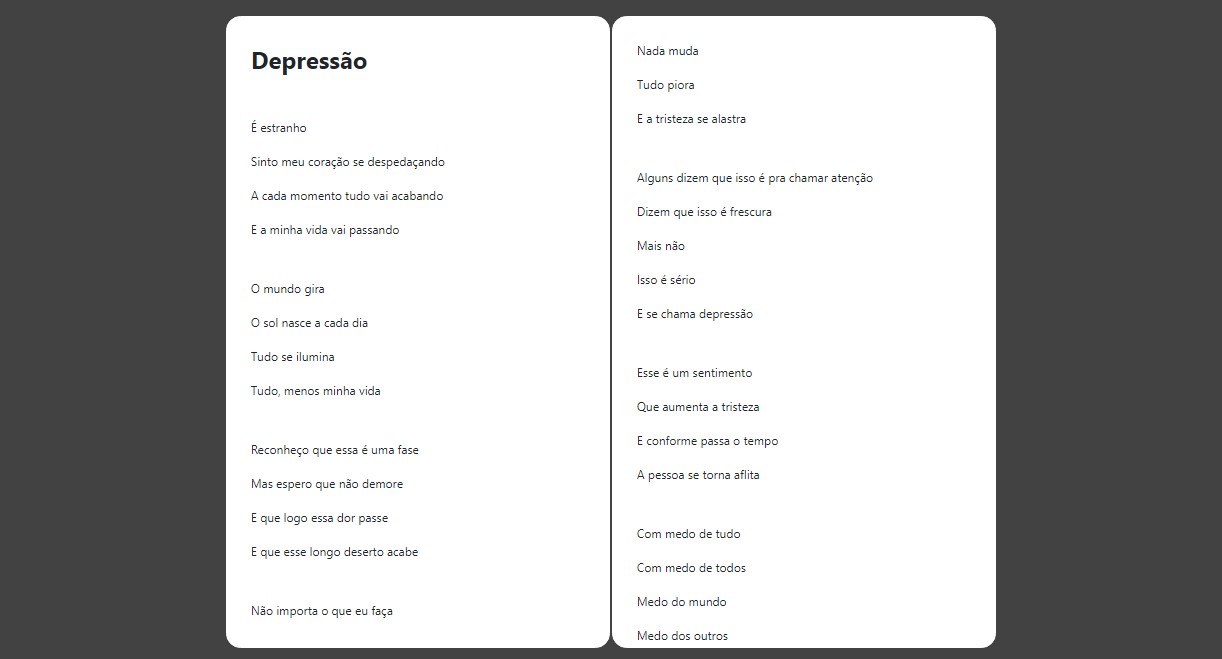 Depressão
É estranho
Sinto meu coração se despedaçando
A cada momento tudo vai acabando
E a minha vida vai passando
O mundo gira
O sol nasce a cada dia
Tudo se ilumina
Tudo, menos minha vida
Reconheço que essa é uma fase
Mas espero que não demore
E que logo essa dor passe
E que esse longo deserto acabe
Não importa o que eu faça
Nada muda
Tudo piora
E a tristeza se alastra
Alguns dizem que isso é pra chamar atenção
Dizem que isso é frescura
Mais não
Isso é sério
E se chama depressão
Esse é um sentimento
Que aumenta a tristeza
E conforme passa o tempo
A pessoa se torna aflita
Com medo de tudo
Com medo de todos
Medo do mundo
Medo dos outros